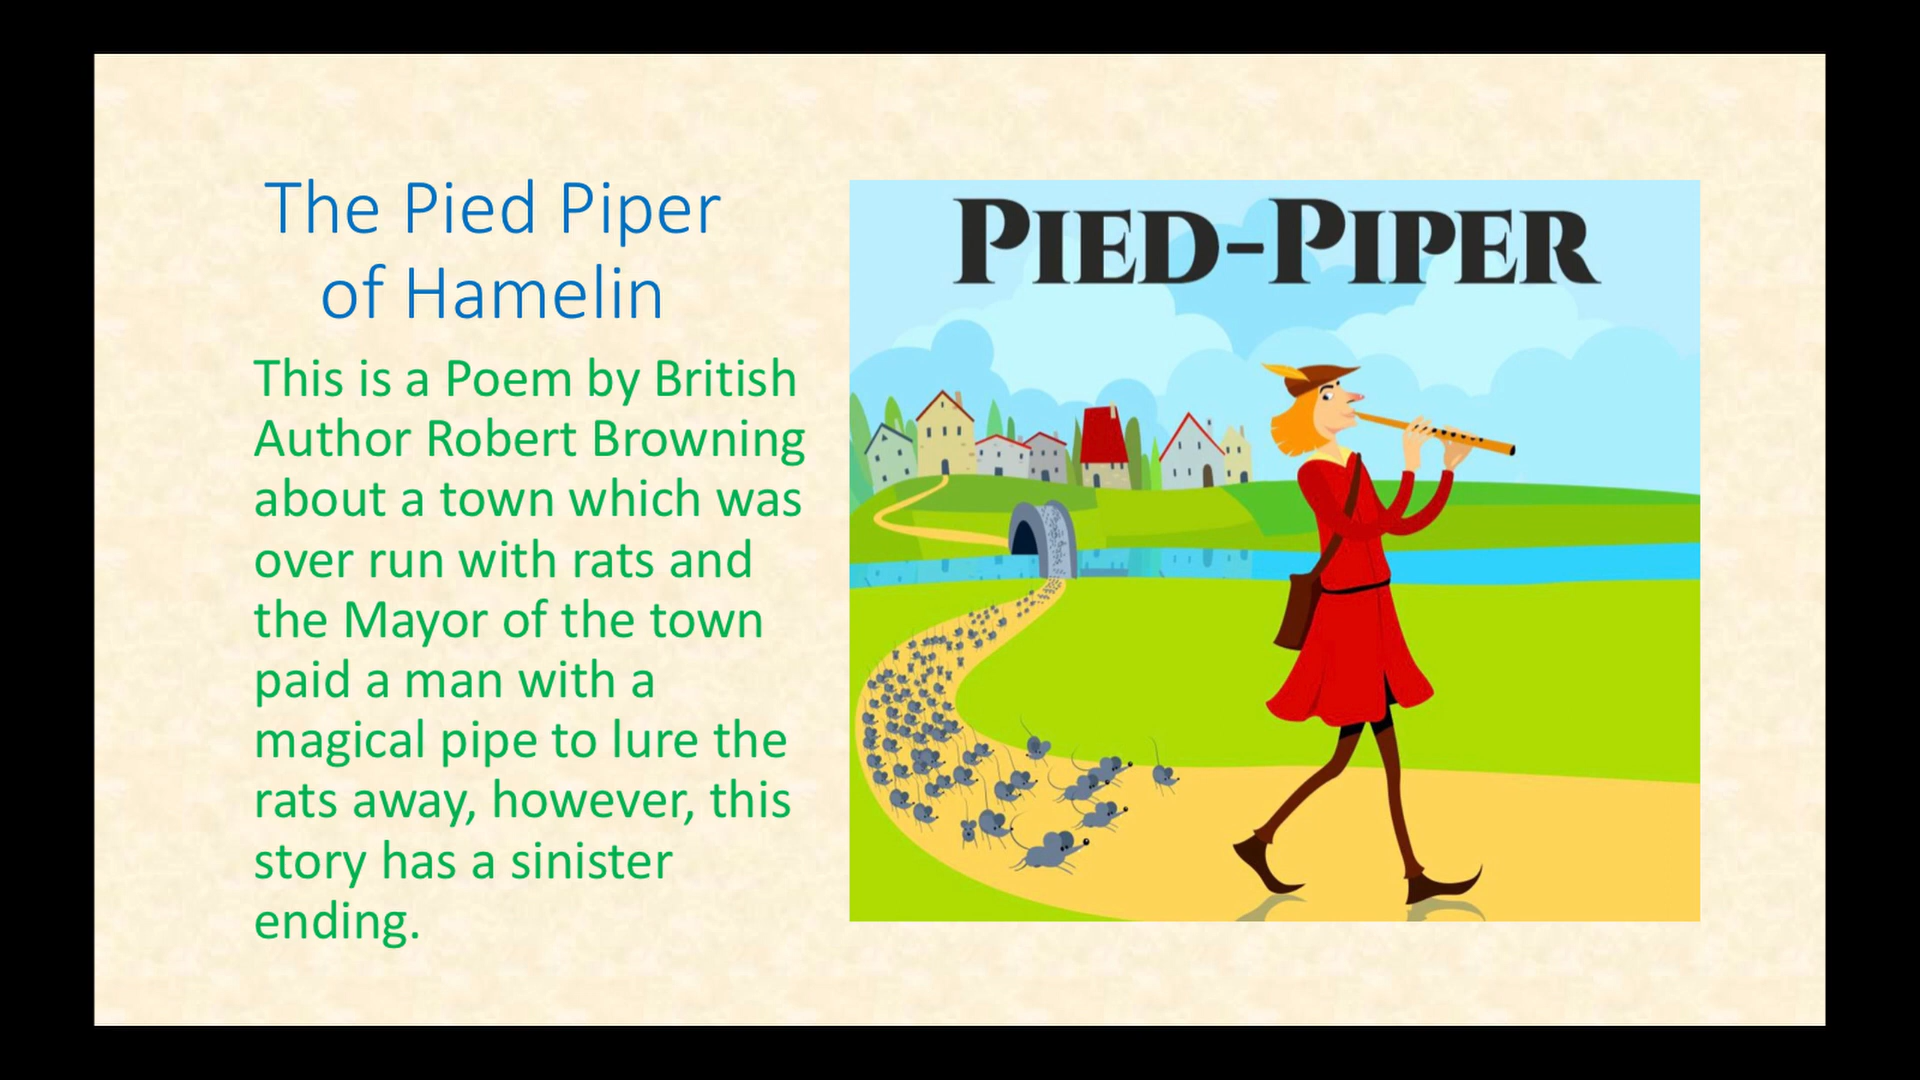 The Pied Piper
of Hamelin
This is a Poem by British
Author Robert Browning
about a town which was
over run with rats and
the Mayor of the town
paid a man with a
magical pipe to lure the
rats away, however, this
story has a sinister
ending.
PIED-PIPER